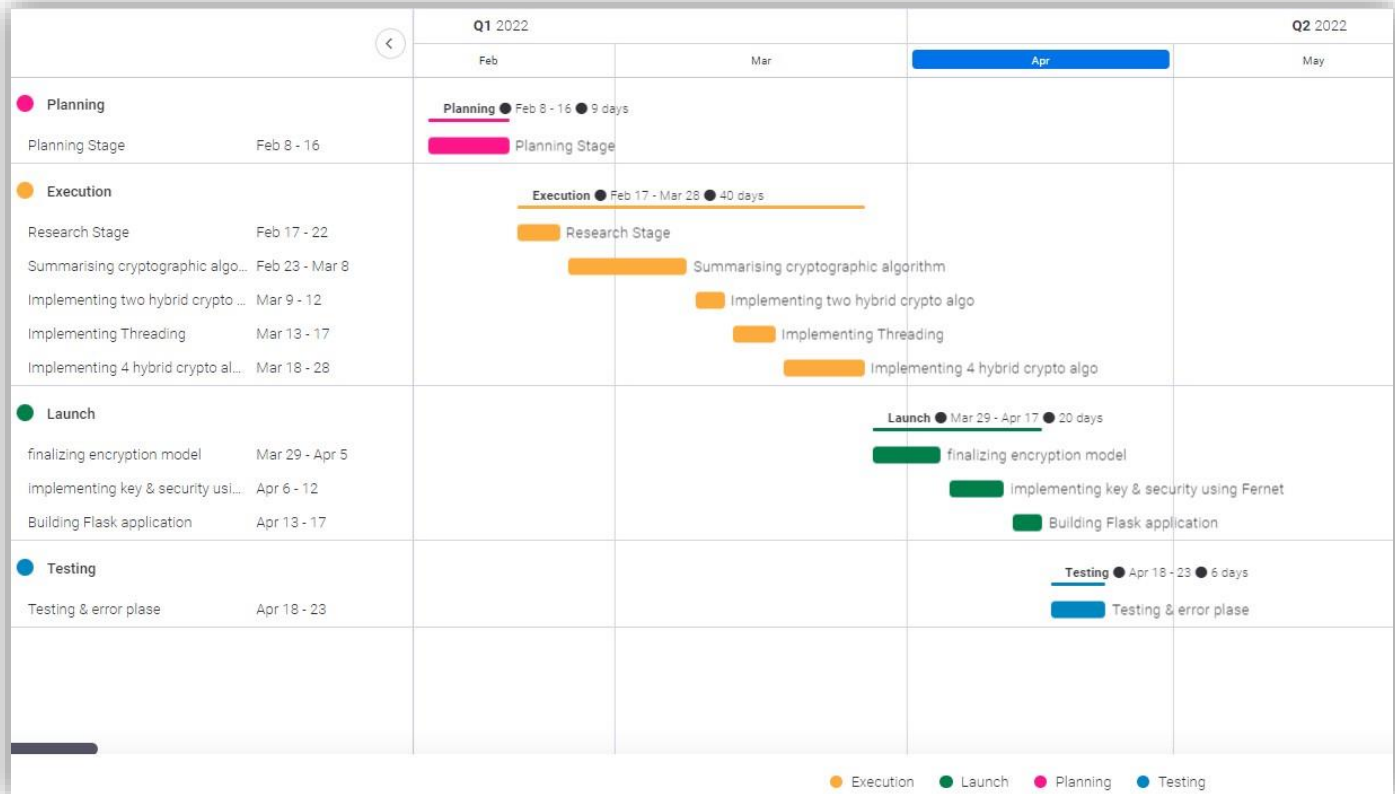 Q1 2022
Q2 2022
Feb
Mar
Apr
May
Planning
Planning ● Feb 8 - 16 ● 9 days
Planning Stage Feb 8 - 16
Planning Stage
Execution
Execution ● Feb 17 - Mar 28 ● 40 days
Research Stage Feb 17 - 22
Research Stage
Summarising cryptographic algo... Feb 23 - Mar 8
Summarising cryptographic algorithm
Implementing two hybrid crypto ... Mar 9 - 12
Implementing two hybrid crypto algo
Implementing Threading Mar 13 - 17
Implementing Threading
Implementing 4 hybrid crypto al... Mar 18 - 28
Implementing 4 hybrid crypto algo
Launch
Launch ● Mar 29 - Apr 17 ● 20 days
finalizing encryption model Mar 29 - Apr 5
finalizing encryption model
implementing key & security usi... Apr 6 - 12
implementing key & security using Fernet
Building Flask application Apr 13 - 17
Building Flask application
Testing
Testing ● Apr 18 - 23 ● 6 days
Testing & error plase Apr 18 - 23
Testing & error plase
Execution
Launch
Planning
Testing